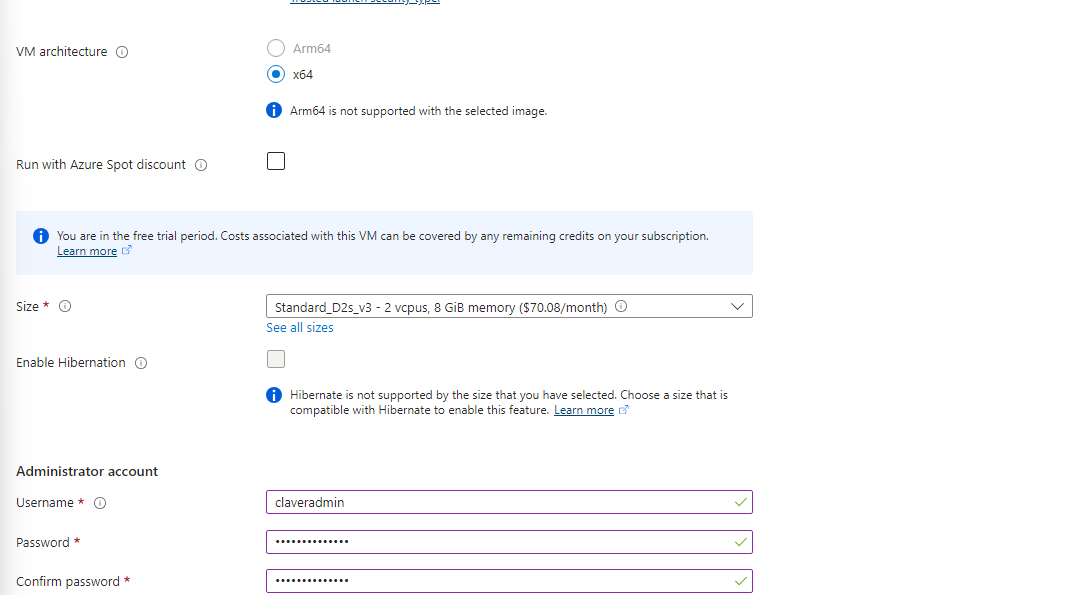 Trusted launch security type.
VM architecture
Arm64
x64
Arm64 is not supported with the selected image.
Run with Azure Spot discount
You are in the free trial period. Costs associated with this VM can be covered by any remaining credits on your subscription.
Learn more
Size *
Standard_D2s_v3 - 2 vcpus, 8 GiB memory ($70.08/month)
See all sizes
Enable Hibernation
Hibernate is not supported by the size that you have selected. Choose a size that is
compatible with Hibernate to enable this feature. Learn more
Administrator account
Username *
claveradmin
Password *
••••••••••••••
Confirm password *
••••••••••••••